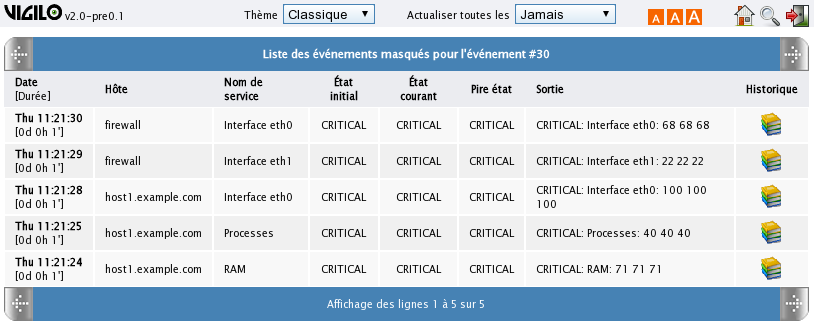 VIGILO v2.0-pre0.1 Thème Classique Actualiser toutes les Jamais A A A
Liste des événements masqués pour l'événement #30
Date [Durée] Hôte Nom de service État initial État courant Pire état Sortie Historique
Thu 11:21:30 [0d 0h 1'] firewall Interface eth0 CRITICAL CRITICAL CRITICAL CRITICAL: Interface eth0: 68 68 68
Thu 11:21:29 [0d 0h 1'] firewall Interface eth1 CRITICAL CRITICAL CRITICAL CRITICAL: Interface eth1: 22 22 22
Thu 11:21:28 [0d 0h 1'] host1.example.com Interface eth0 CRITICAL CRITICAL CRITICAL CRITICAL: Interface eth0: 100 100 100
Thu 11:21:25 [0d 0h 1'] host1.example.com Processes CRITICAL CRITICAL CRITICAL CRITICAL: Processes: 40 40 40
Thu 11:21:24 [0d 0h 1'] host1.example.com RAM CRITICAL CRITICAL CRITICAL CRITICAL: RAM: 71 71 71
Affichage des lignes 1 à 5 sur 5